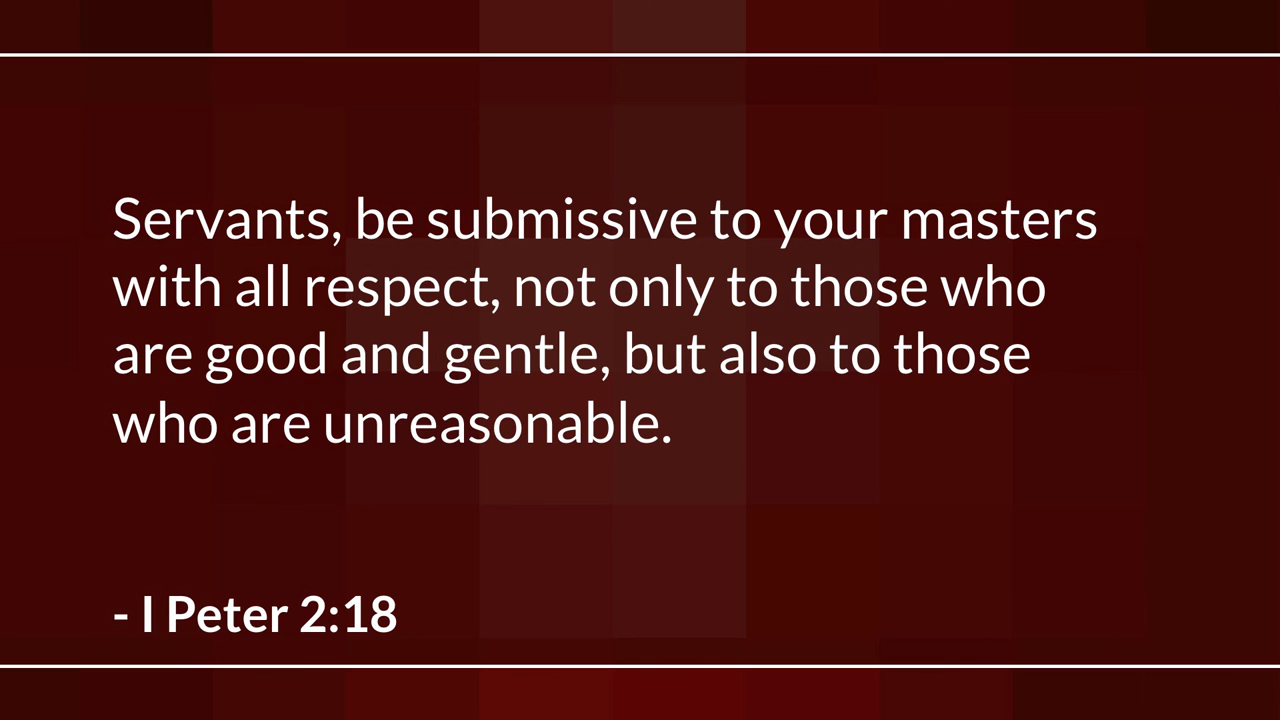 Servants, be submissive to your masters
with all respect, not only to those who
are good and gentle, but also to those
who are unreasonable.
- I Peter 2:18